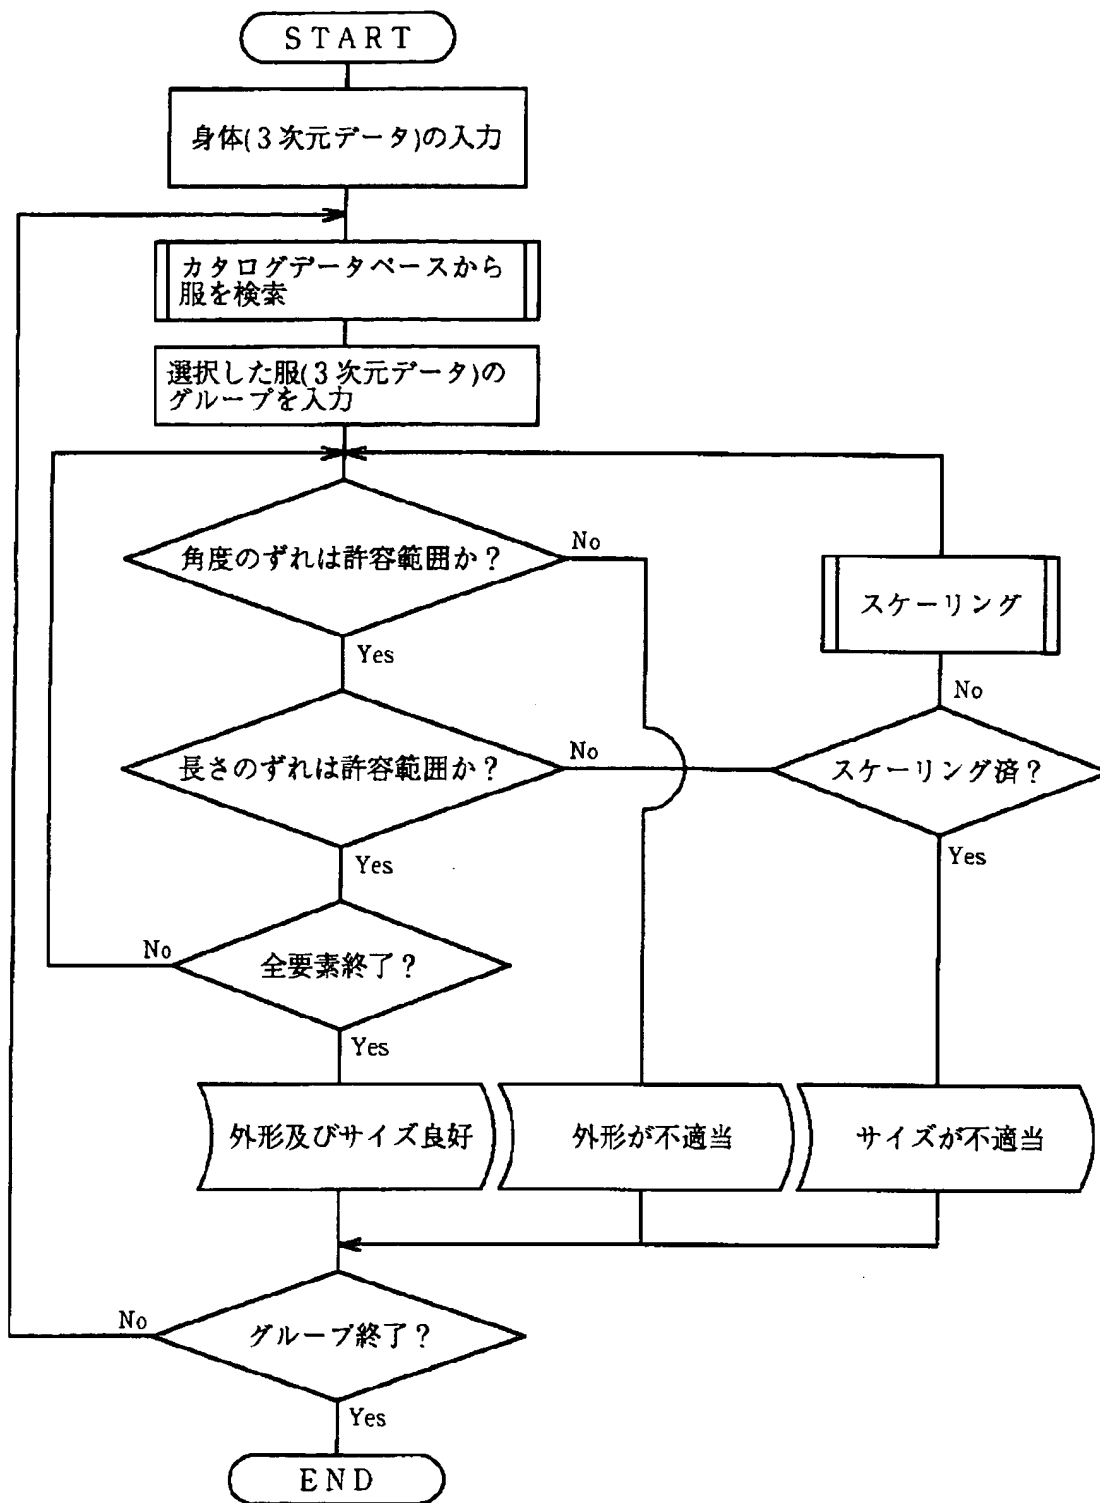 START
身体(3次元データ)の入力
カタログデータベースから
服を検索
選択した服(3次元データ)の
グループを入力
角度のずれは許容範囲か?
No
Yes
スケーリング
No
長さのずれは許容範囲か?
No
スケーリング済?
Yes
Yes
全要素終了?
No
Yes
外形及びサイズ良好
外形が不適当
サイズが不適当
グループ終了?
No
Yes
END